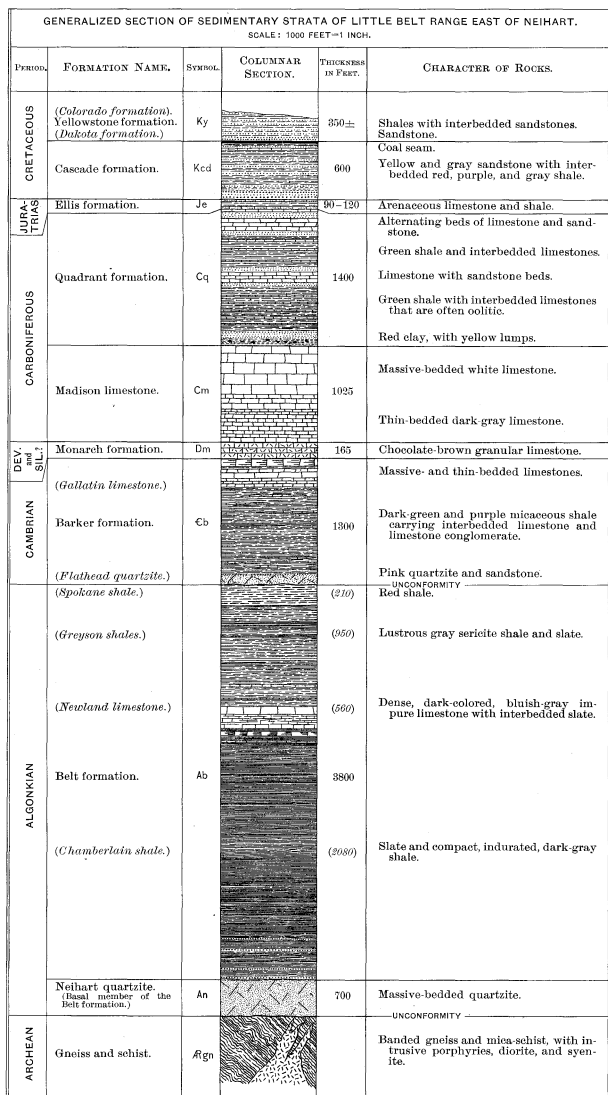 GENERALIZED SECTION OF SEDIMENTARY STRATA OF LITTLE BELT RANGE EAST OF NEIHART.
SCALE: 1000 FEET=1 INCH.
PERIOD.
FORMATION NAME.
SYMBOL.
COLUMNAR
SECTION.
THICKNESS
IN FEET.
CHARACTER OF ROCKS.
CRETACEOUS
(Colorado formation).
Yellowstone formation.
(Dakota formation.)
Ky
350±
Shales with interbedded sandstones.
Sandstone.
Cascade formation.
Kcd
600
Coal seam.
Yellow and gray sandstone with inter-
bedded red, purple, and gray shale.
JURA-
TRIAS
Ellis formation.
Je
90–120
Arenaceous limestone and shale.
CARBONIFEROUS
Quadrant formation.
Cq
1400
Alternating beds of limestone and sand-
stone.
Green shale and interbedded limestones.
Limestone with sandstone beds.
Green shale with interbedded limestones
that are often oolitic.
Red clay, with yellow lumps.
Madison limestone.
Cm
1025
Massive-bedded white limestone.
Thin-bedded dark-gray limestone.
DEV.
and
SIL.?
Monarch formation.
Dm
165
Chocolate-brown granular limestone.
CAMBRIAN
(Gallatin limestone.)
Massive- and thin-bedded limestones.
Barker formation.
Єb
1300
Dark-green and purple micaceous shale
carrying interbedded limestone and
limestone conglomerate.
(Flathead quartzite.)
Pink quartzite and sandstone.
UNCONFORMITY
ALGONKIAN
(Spokane shale.)
(210)
Red shale.
(Greyson shales.)
(950)
Lustrous gray sericite shale and slate.
(Newland limestone.)
(560)
Dense, dark-colored, bluish-gray im-
pure limestone with interbedded slate.
Belt formation.
Ab
3800
(Chamberlain shale.)
(2080)
Slate and compact, indurated, dark-gray
shale.
Neihart quartzite.
(Basal member of the
Belt formation.)
An
700
Massive-bedded quartzite.
UNCONFORMITY
ARCHEAN
Gneiss and schist.
ÆRgn
Banded gneiss and mica-schist, with in-
trusive porphyries, diorite, and syen-
ite.